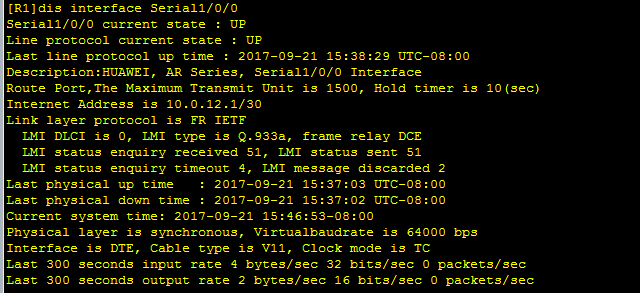 [R1]dis interface Serial1/0/0
Serial1/0/0 current state : UP
Line protocol current state : UP
Last line protocol up time : 2017-09-21 15:38:29 UTC-08:00
Description:HUAWEI, AR Series, Serial1/0/0 Interface
Route Port,The Maximum Transmit Unit is 1500, Hold timer is 10(sec)
Internet Address is 10.0.12.1/30
Link layer protocol is FR IETF
  LMI DLCI is 0, LMI type is Q.933a, frame relay DCE
  LMI status enquiry received 51, LMI status sent 51
  LMI status enquiry timeout 4, LMI message discarded 2
Last physical up time   : 2017-09-21 15:37:03 UTC-08:00
Last physical down time : 2017-09-21 15:37:02 UTC-08:00
Current system time: 2017-09-21 15:46:53-08:00
Physical layer is synchronous, Virtualbaudrate is 64000 bps
Interface is DTE, Cable type is V11, Clock mode is TC
Last 300 seconds input rate 4 bytes/sec 32 bits/sec 0 packets/sec
Last 300 seconds output rate 2 bytes/sec 16 bits/sec 0 packets/sec